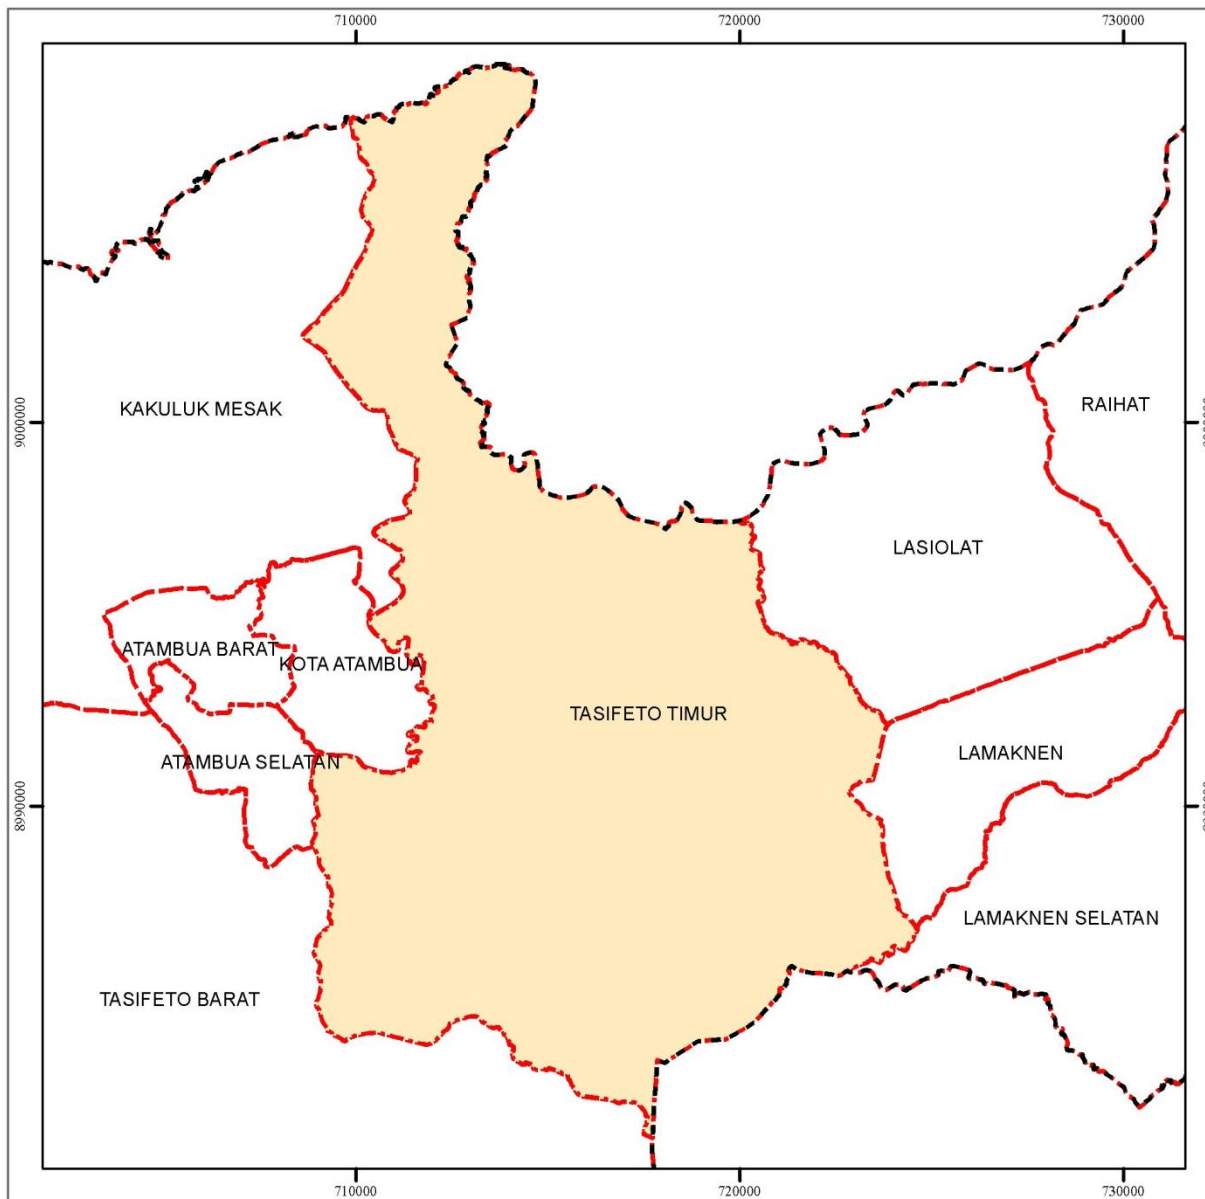 710000
720000
730000
RAIHAT
KAKULUK MESAK
9000000
LASIOLAT
ATAMBUA BARAT
KOTA ATAMBUA
TASIFETO TIMUR
LAMAKNEN
ATAMBUA SELATAN
8990000
LAMAKNEN SELATAN
TASIFETO BARAT
710000
720000
730000